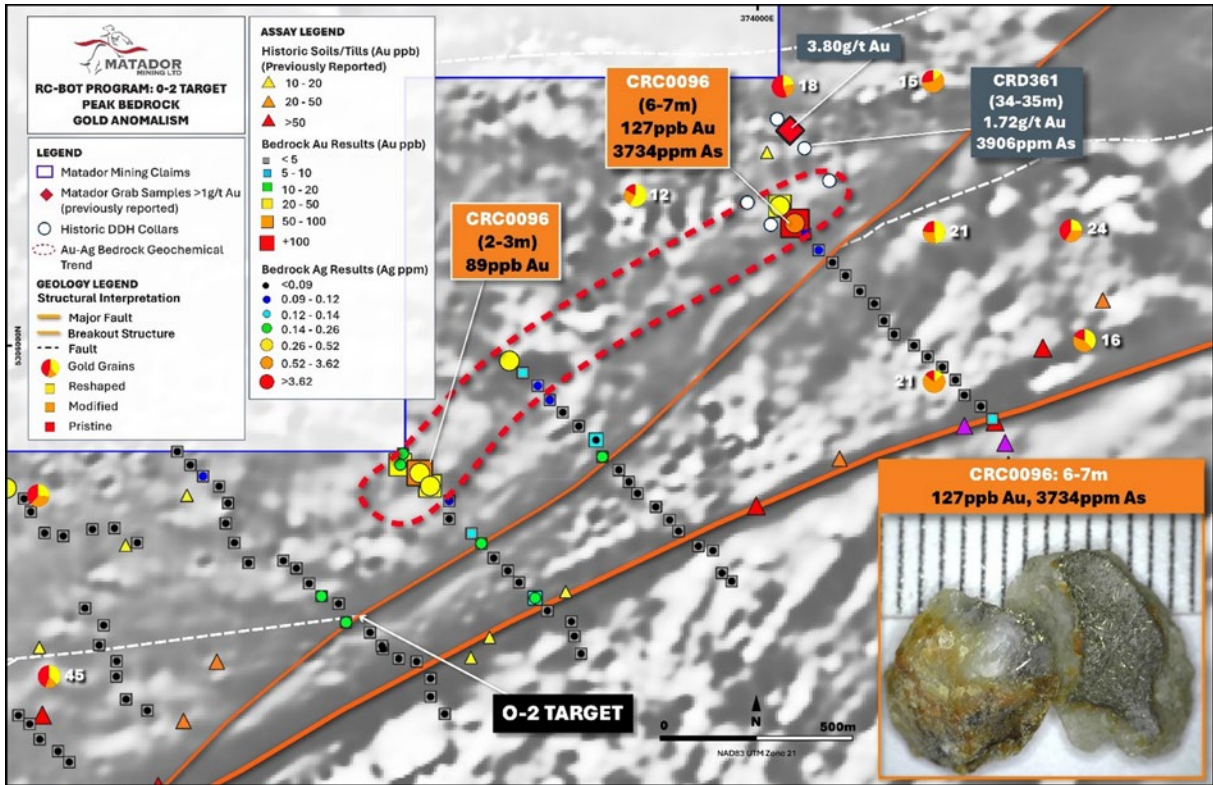 MATADOR
MINING LTD
RC-BOT PROGRAM: 0-2 TARGET
PEAK BEDROCK
GOLD ANOMALISM
LEGEND
Matador Mining Claims
Matador Grab Samples >1g/t Au
(previously reported)
Historic DDH Collars
Au-Ag Bedrock Geochemical
Trend
GEOLOGY LEGEND
Structural Interpretation
Major Fault
Breakout Structure
Fault
Gold Grains
Reshaped
Modified
Pristine
ASSAY LEGEND
Historic Soils/Tills (Au ppb)
(Previously Reported)
10 - 20
20 - 50
>50
Bedrock Au Results (Au ppb)
< 5
5 - 10
10 - 20
20 - 50
50 - 100
+100
Bedrock Ag Results (Ag ppm)
<0.09
0.09 - 0.12
0.12 - 0.14
0.14 - 0.26
0.26 - 0.52
0.52 - 3.62
>3.62
374000E
5306000N
3.80g/t Au
CRC0096
(6-7m)
127ppb Au
3734ppm As
CRD361
(34-35m)
1.72g/t Au
3906ppm As
CRC0096
(2-3m)
89ppb Au
18
15
12
21
24
16
21
45
O-2 TARGET
N
0
500m
NAD83 UTM Zone 21
CRC0096: 6-7m
127ppb Au, 3734ppm As